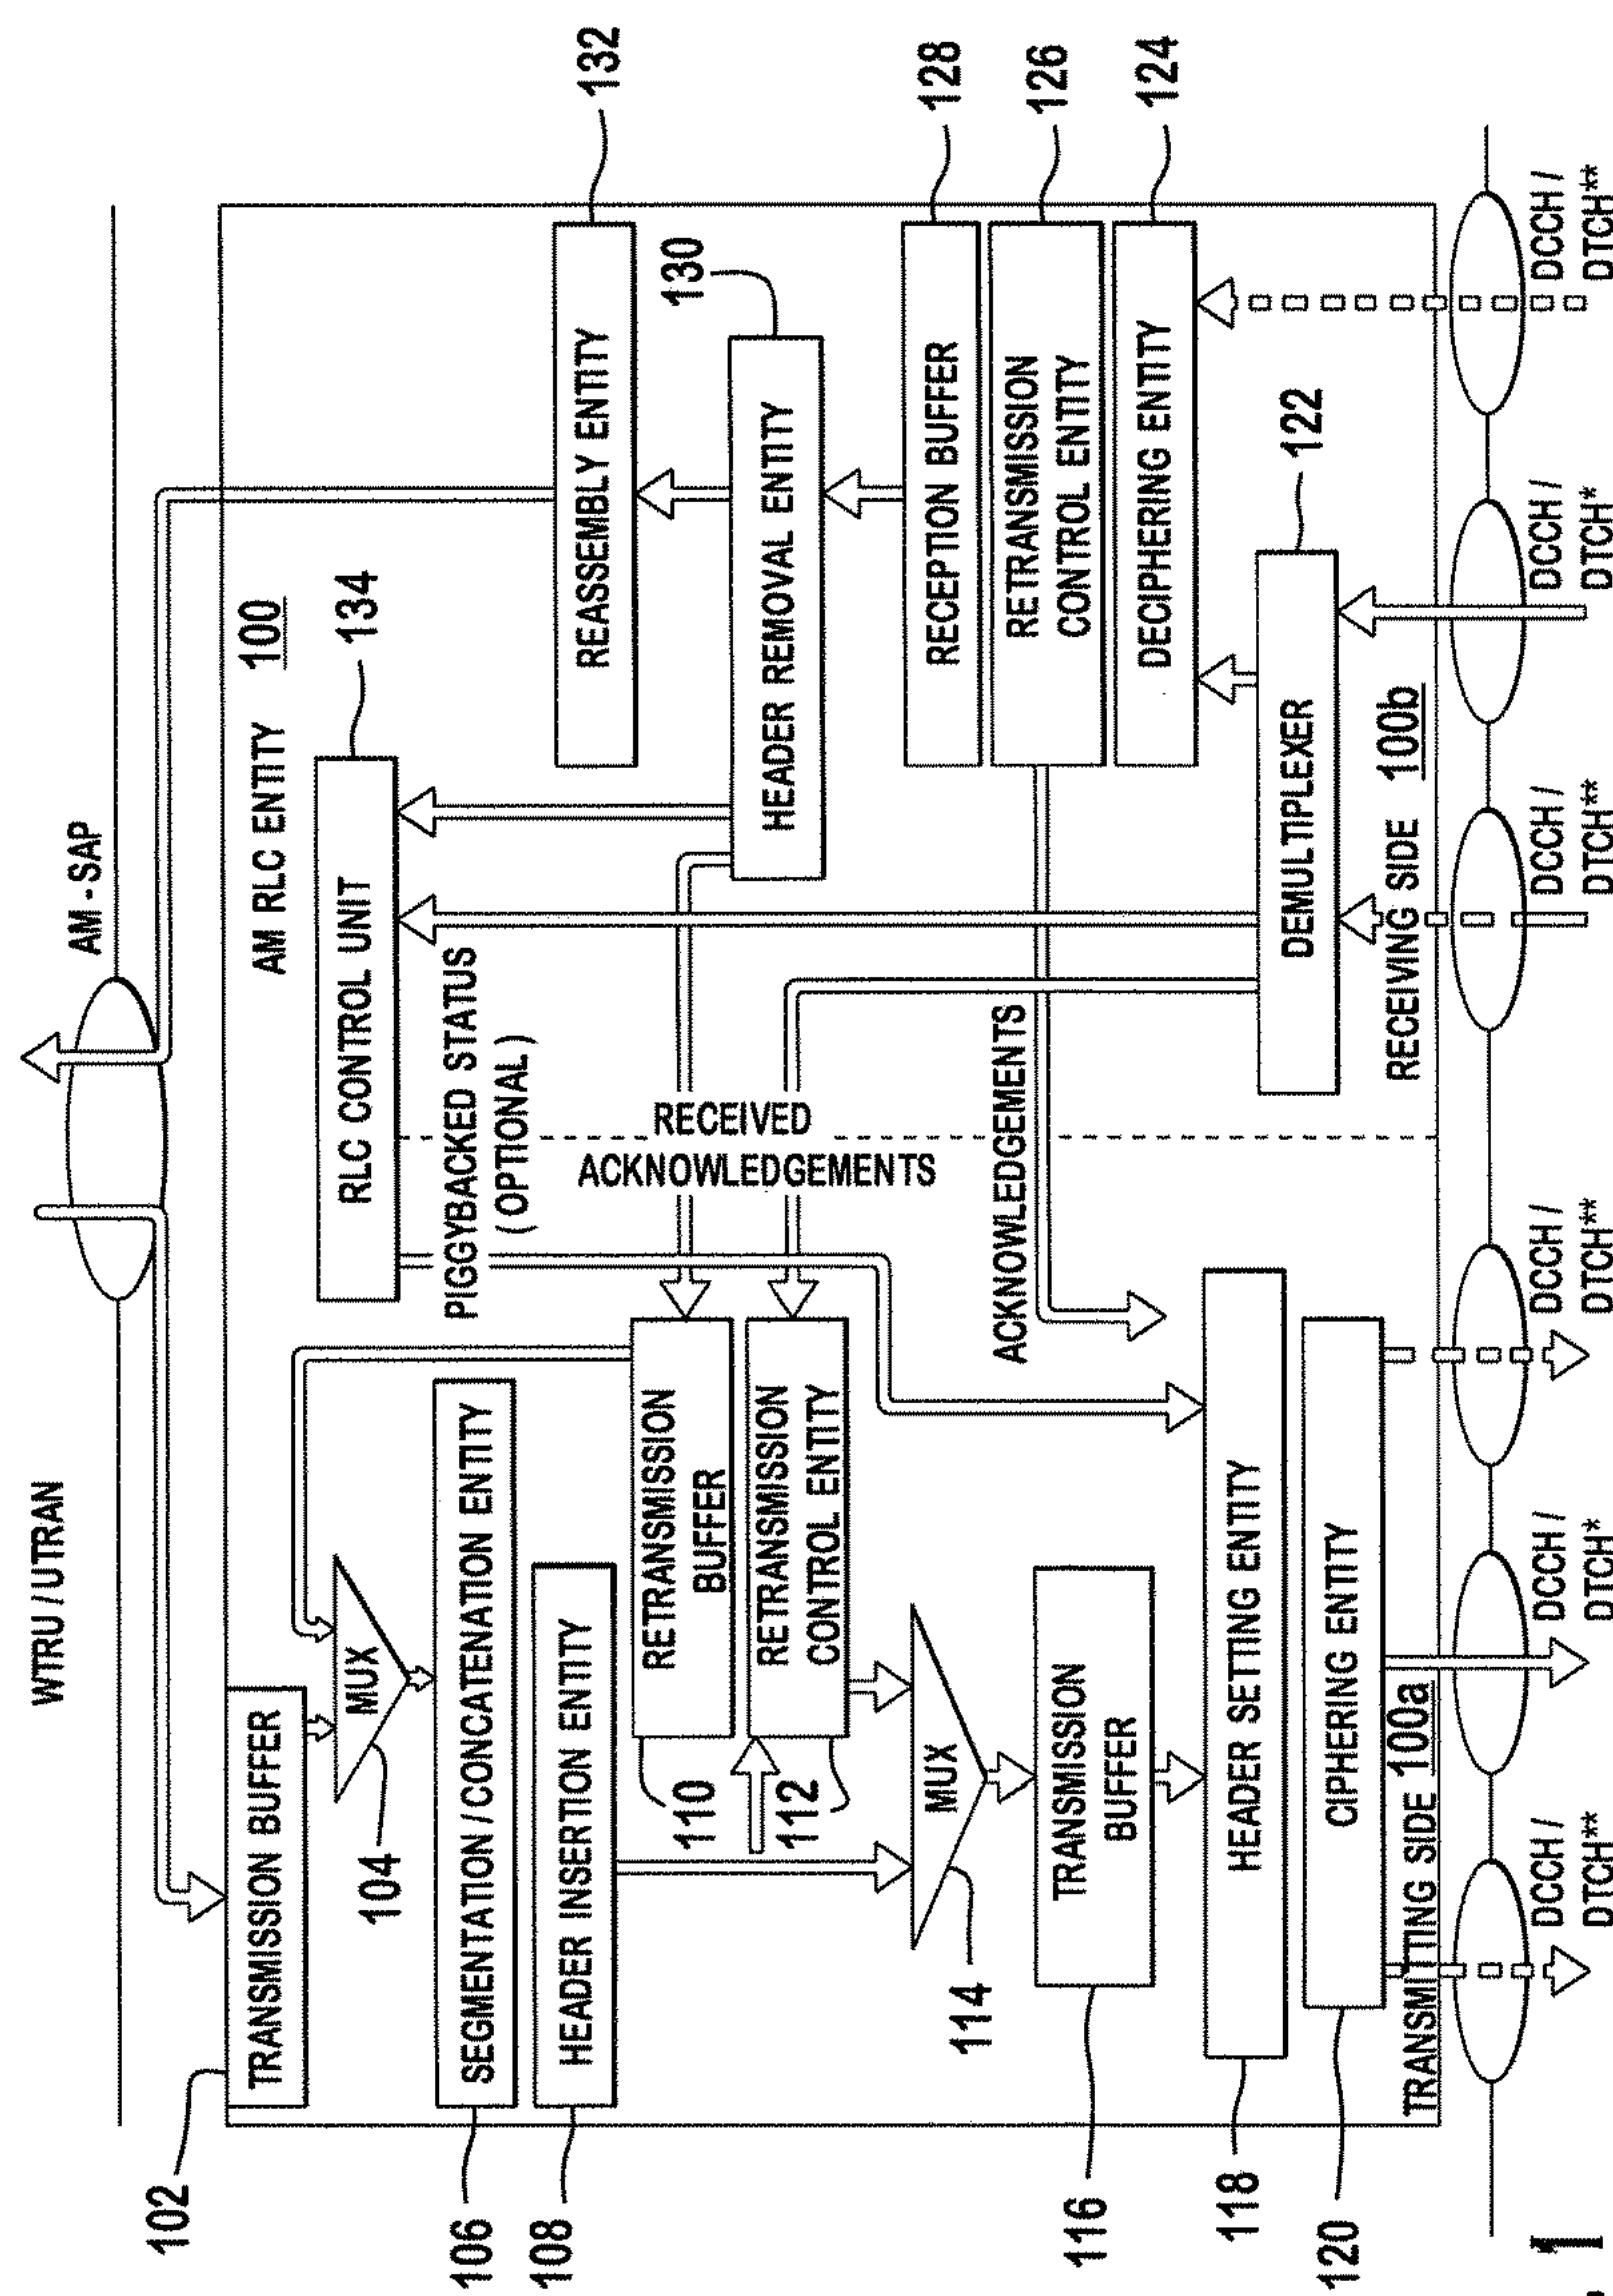 WTRU / UTRAN
AM - SAP
AM RLC ENTITY 100
102
TRANSMISSION BUFFER
RLC CONTROL UNIT
134
104
MUX
PIGGYBACKED STATUS
(OPTIONAL)
106
SEGMENTATION / CONCATENATION ENTITY
108
HEADER INSERTION ENTITY
REASSEMBLY ENTITY
132
RETRANSMISSION
BUFFER
110
RECEIVED
ACKNOWLEDGEMENTS
HEADER REMOVAL ENTITY
130
RETRANSMISSION
CONTROL ENTITY
112
MUX
114
RECEPTION BUFFER
128
ACKNOWLEDGEMENTS
RETRANSMISSION
CONTROL ENTITY
126
116
TRANSMISSION
BUFFER
DECIPHERING ENTITY
124
118
HEADER SETTING ENTITY
DEMULTIPLEXER
122
120
CIPHERING ENTITY
TRANSMITTING SIDE 100a
RECEIVING SIDE 100b
DCCH /
DTCH**
DCCH /
DTCH*
DCCH /
DTCH**
DCCH /
DTCH**
DCCH /
DTCH*
DCCH /
DTCH**
1